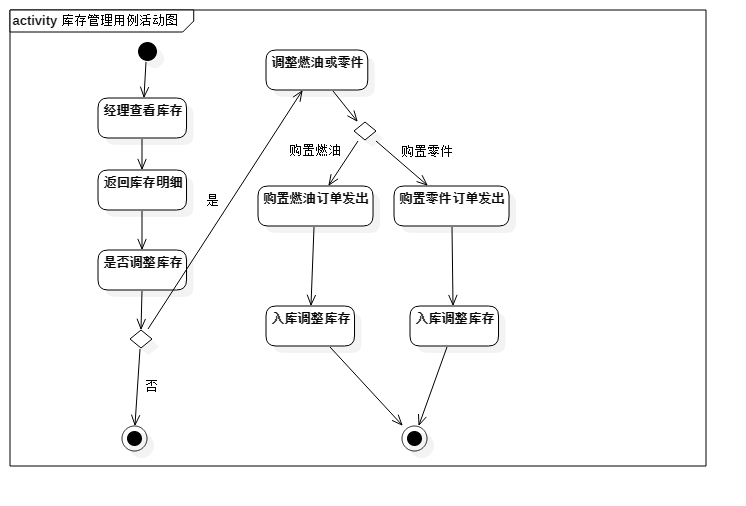 activity 库存管理用例活动图
经理查看库存
返回库存明细
是否调整库存
是
否
调整燃油或零件
购置燃油
购置零件
购置燃油订单发出
购置零件订单发出
入库调整库存
入库调整库存